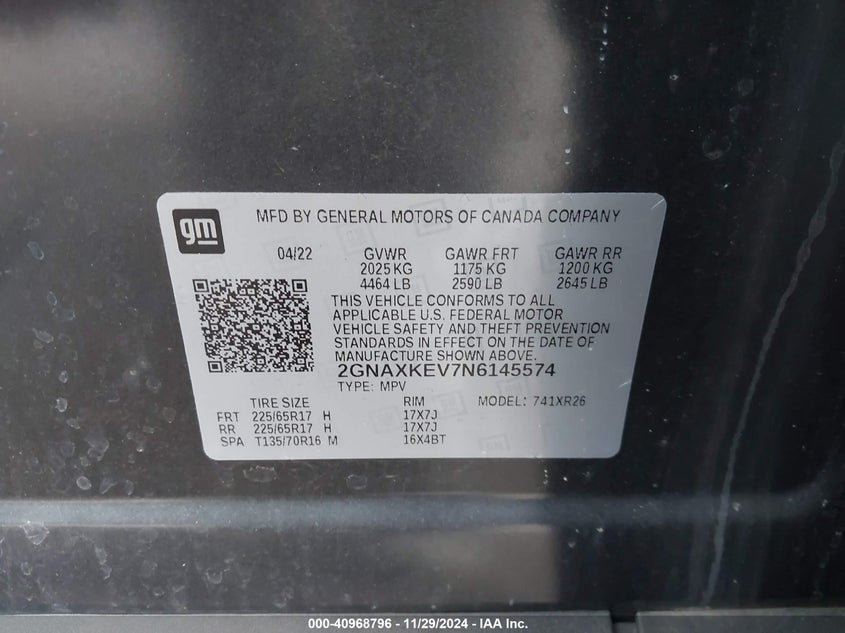 gm
MFD BY GENERAL MOTORS OF CANADA COMPANY
04/22 GVWR GAWR FRT GAWR RR
2025 KG 1175 KG 1200 KG
4464 LB 2590 LB 2645 LB
THIS VEHICLE CONFORMS TO ALL
APPLICABLE U.S. FEDERAL MOTOR
VEHICLE SAFETY AND THEFT PREVENTION
STANDARDS IN EFFECT ON THE DATE OF
MANUFACTURE SHOWN ABOVE.
2GNAXKEV7N6145574
TYPE: MPV
TIRE SIZE RIM MODEL: 741XR26
FRT 225/65R17 H 17X7J
RR 225/65R17 H 17X7J
SPA T135/70R16 M 16X4BT
000-40968796 - 11/29/2024 - IAA Inc.